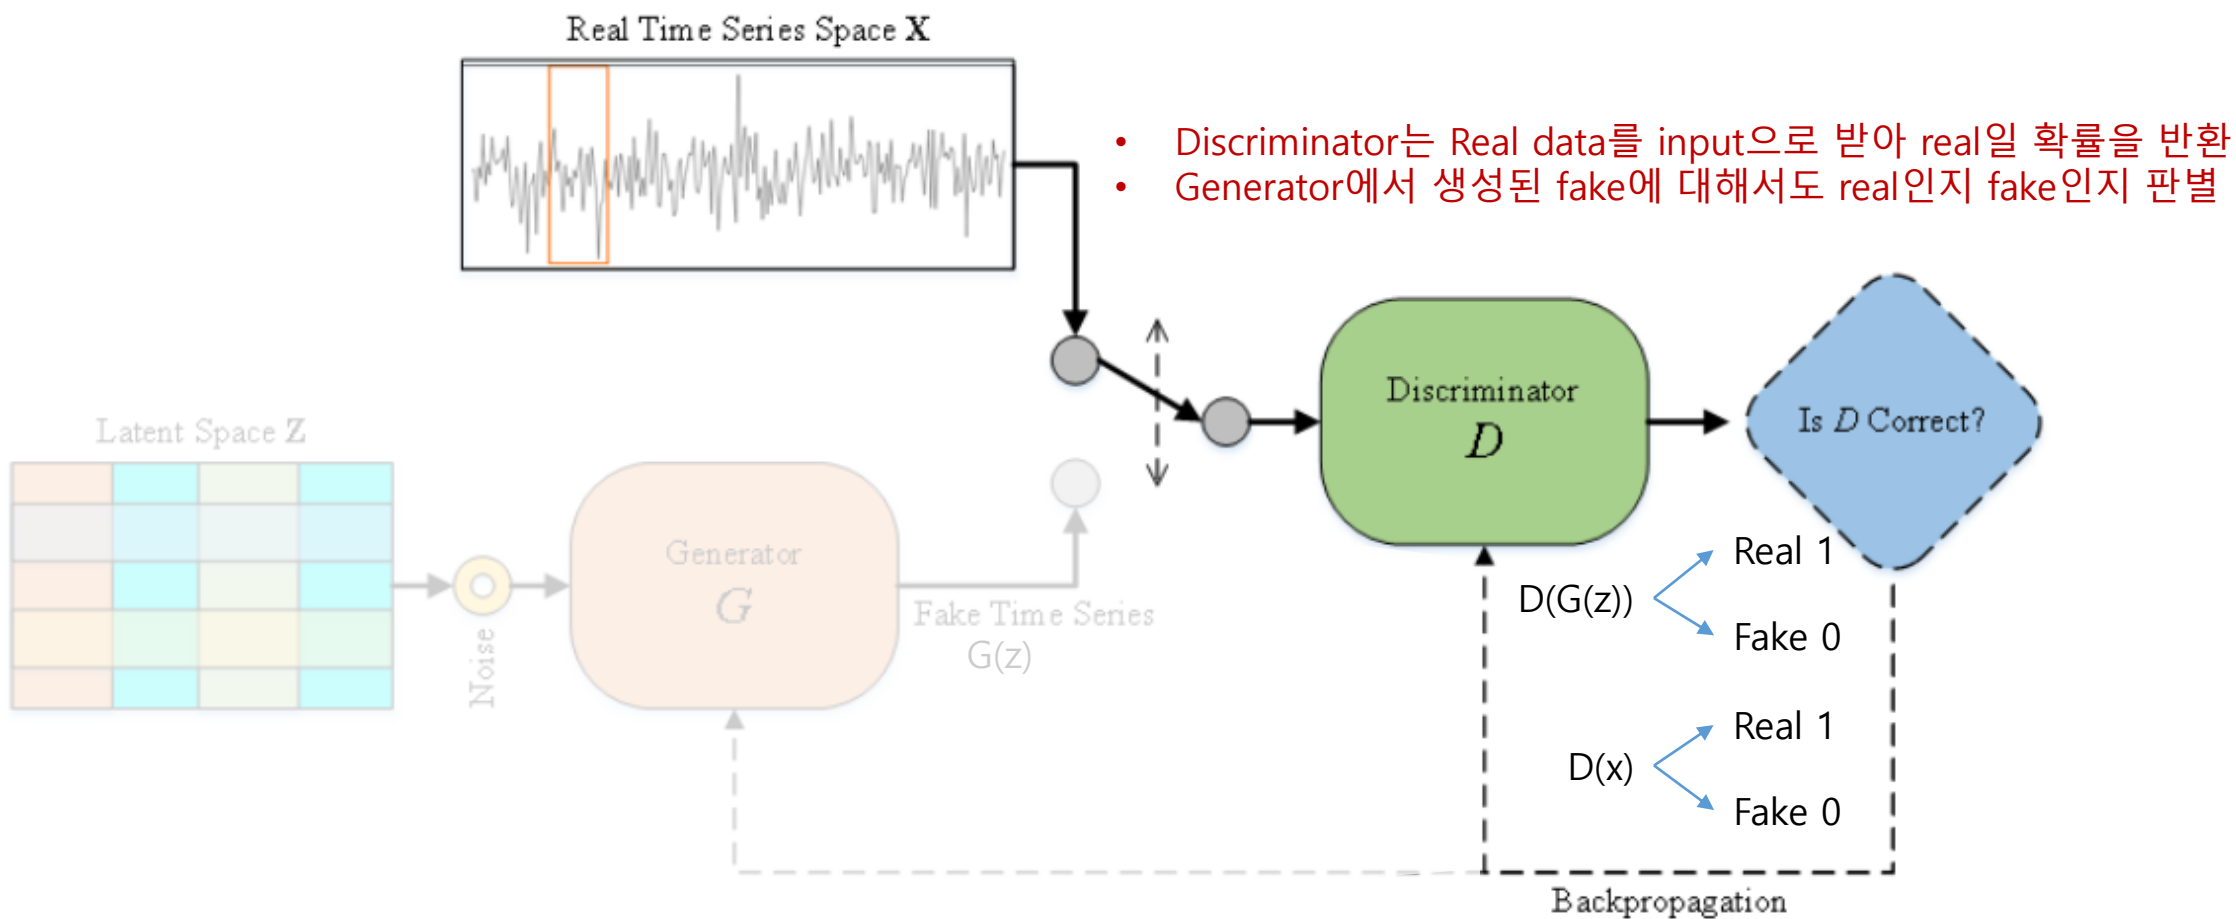 Real Time Series Space X
• Discriminator는 Real data를 input으로 받아 real일 확률을 반환
• Generator에서 생성된 fake에 대해서도 real인지 fake인지 판별
Discriminator
D
Is D Correct?
Latent Space Z
Noise
Generator
G
Fake Time Series
G(z)
D(G(z))
Real 1
Fake 0
D(x)
Real 1
Fake 0
Backpropagation